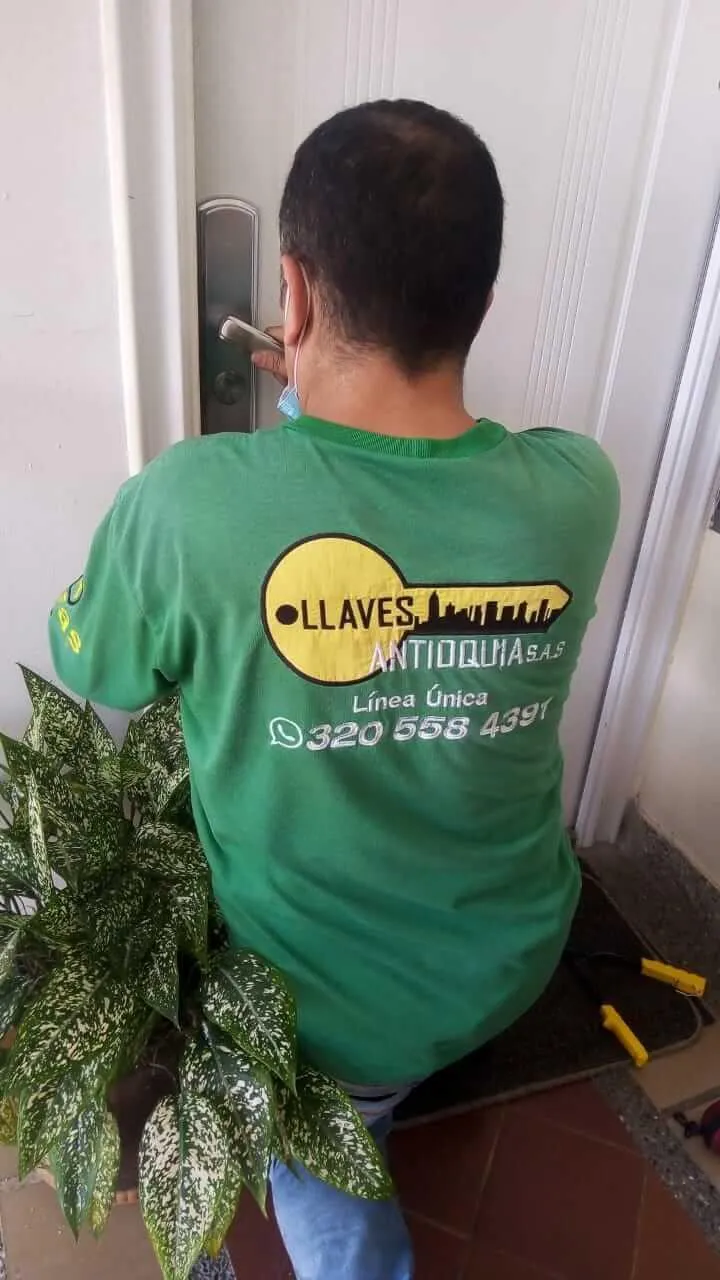 LLAVES
ANTIOQUIA S.A.S
Línea Única
320 558 4391